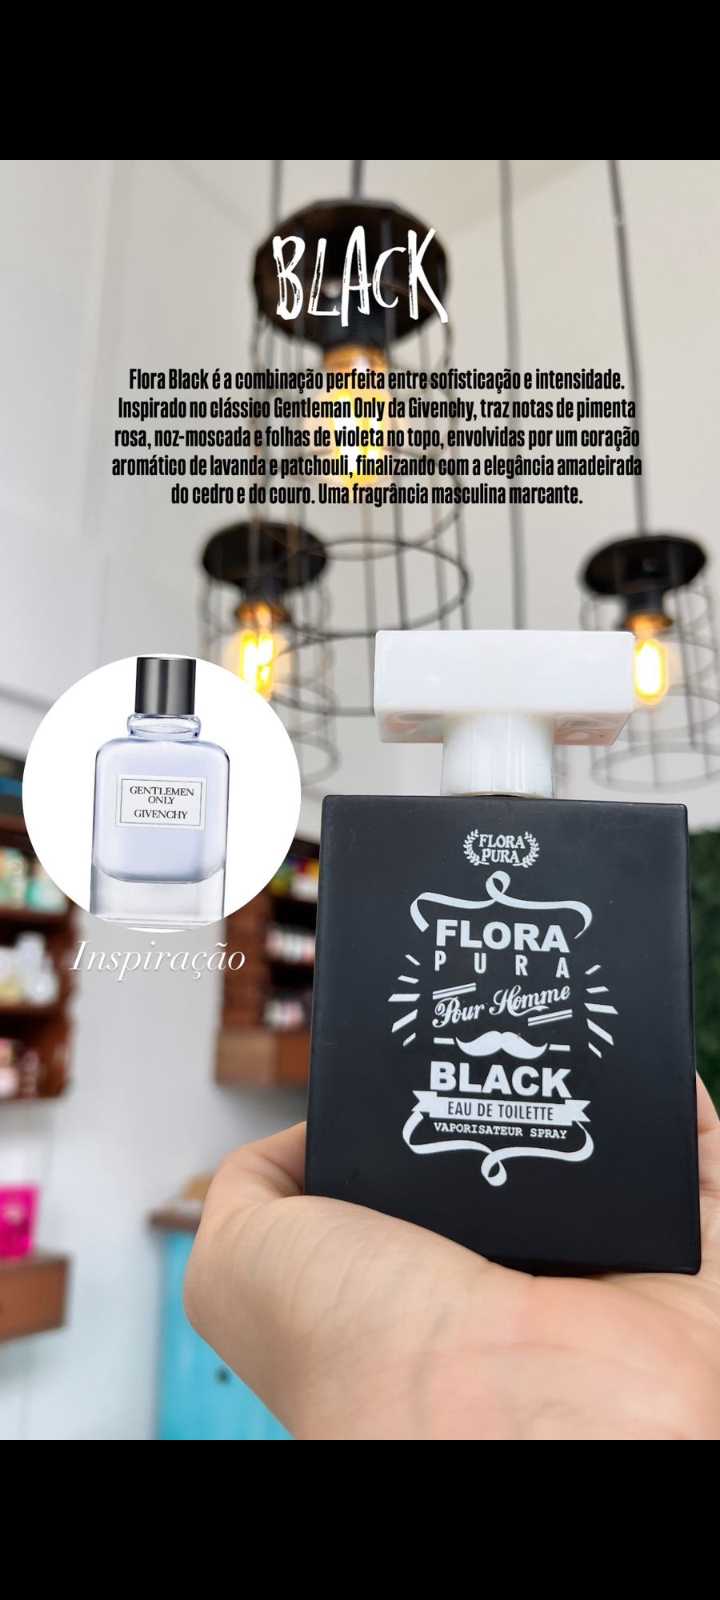 BLACK
Flora Black é a combinação perfeita entre sofisticação e intensidade.
Inspirado no clássico Gentleman Only da Givenchy, traz notas de pimenta
rosa, noz-moscada e folhas de violeta no topo, envolvidas por um coração
aromático de lavanda e patchouli, finalizando com a elegância amadeirada
do cedro e do couro. Uma fragrância masculina marcante.
GENTLEMEN
ONLY
GIVENCHY
Inspiração
FLORA
PURA
FLORA
PURA
Pour Homme
BLACK
EAU DE TOILETTE
VAPORISATEUR SPRAY